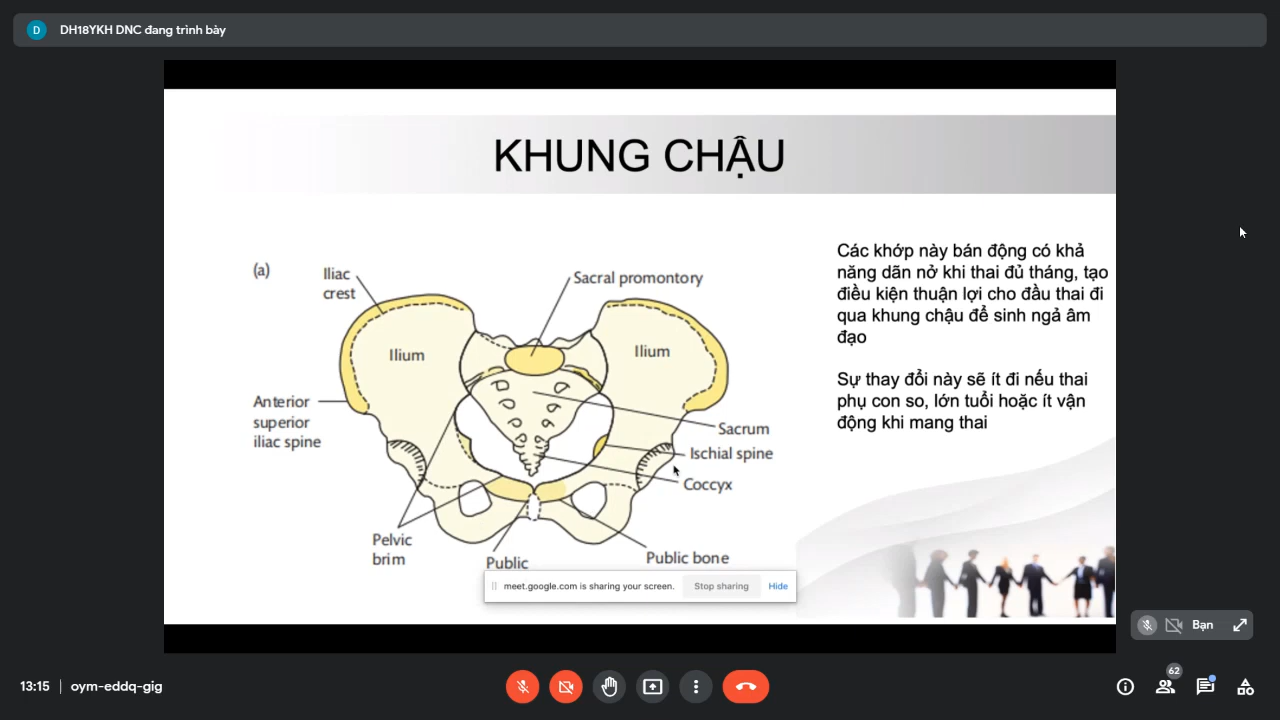 D
DH18YKH DNC đang trình bày
KHUNG CHẬU
(a)
Iliac
crest
Sacral promontory
Ilium
Ilium
Anterior
superior
iliac spine
Sacrum
Ischial spine
Coccyx
Pelvic
brim
Public
Public bone
Các khớp này bán động có khả
năng dãn nở khi thai đủ tháng, tạo
điều kiện thuận lợi cho đầu thai đi
qua khung chậu để sinh ngả âm
đạo
Sự thay đổi này sẽ ít đi nếu thai
phụ con so, lớn tuổi hoặc ít vận
động khi mang thai
meet.google.com is sharing your screen.
Stop sharing
Hide
Bạn
13:15 | oym-eddq-gig
62